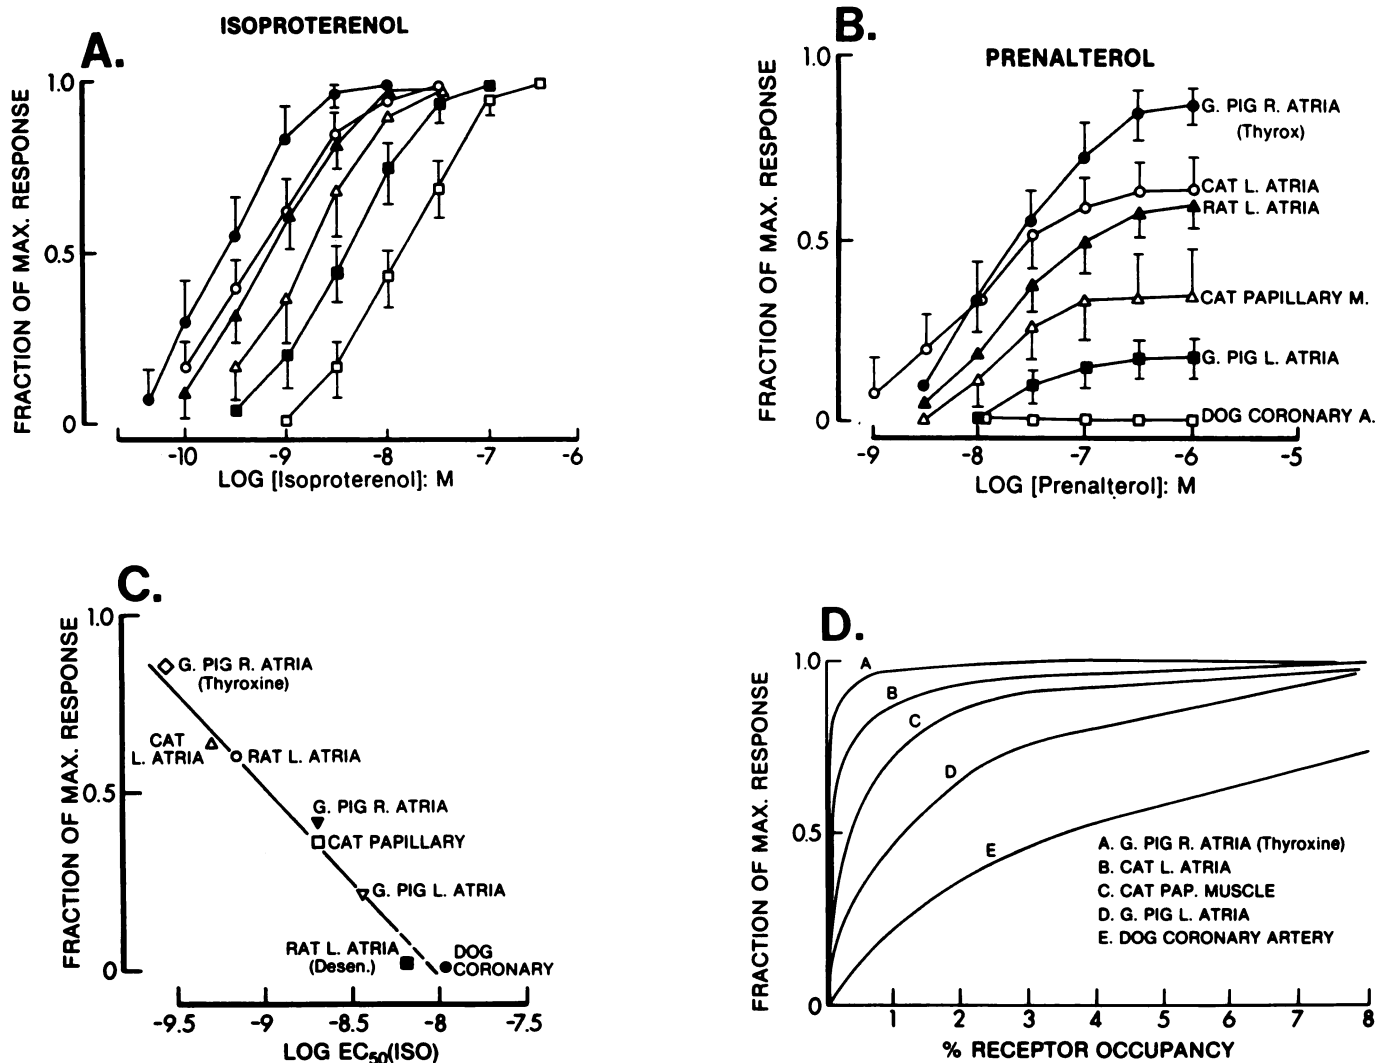 A.
ISOPROTERENOL
FRACTION OF MAX. RESPONSE
1.0
0.5
0
-10
-9
-8
-7
-6
LOG [Isoproterenol]: M
B.
PRENALTEROL
FRACTION OF MAX. RESPONSE
1.0
0.5
0
G. PIG R. ATRIA
(Thyrox)
CAT L. ATRIA
RAT L. ATRIA
CAT PAPILLARY M.
G. PIG L. ATRIA
DOG CORONARY A.
-9
-8
-7
-6
-5
LOG [Prenalterol]: M
C.
FRACTION OF MAX. RESPONSE
1.0
0.5
0
G. PIG R. ATRIA
(Thyroxine)
CAT
L. ATRIA
RAT L. ATRIA
G. PIG R. ATRIA
CAT PAPILLARY
G. PIG L. ATRIA
RAT L. ATRIA
(Desen.)
DOG
CORONARY
-9.5
-9
-8.5
-8
-7.5
LOG EC50(ISO)
D.
FRACTION OF MAX. RESPONSE
1.0
0.5
0
A
B
C
D
E
A. G. PIG R. ATRIA (Thyroxine)
B. CAT L. ATRIA
C. CAT PAP. MUSCLE
D. G. PIG L. ATRIA
E. DOG CORONARY ARTERY
1
2
3
4
5
6
7
8
% RECEPTOR OCCUPANCY